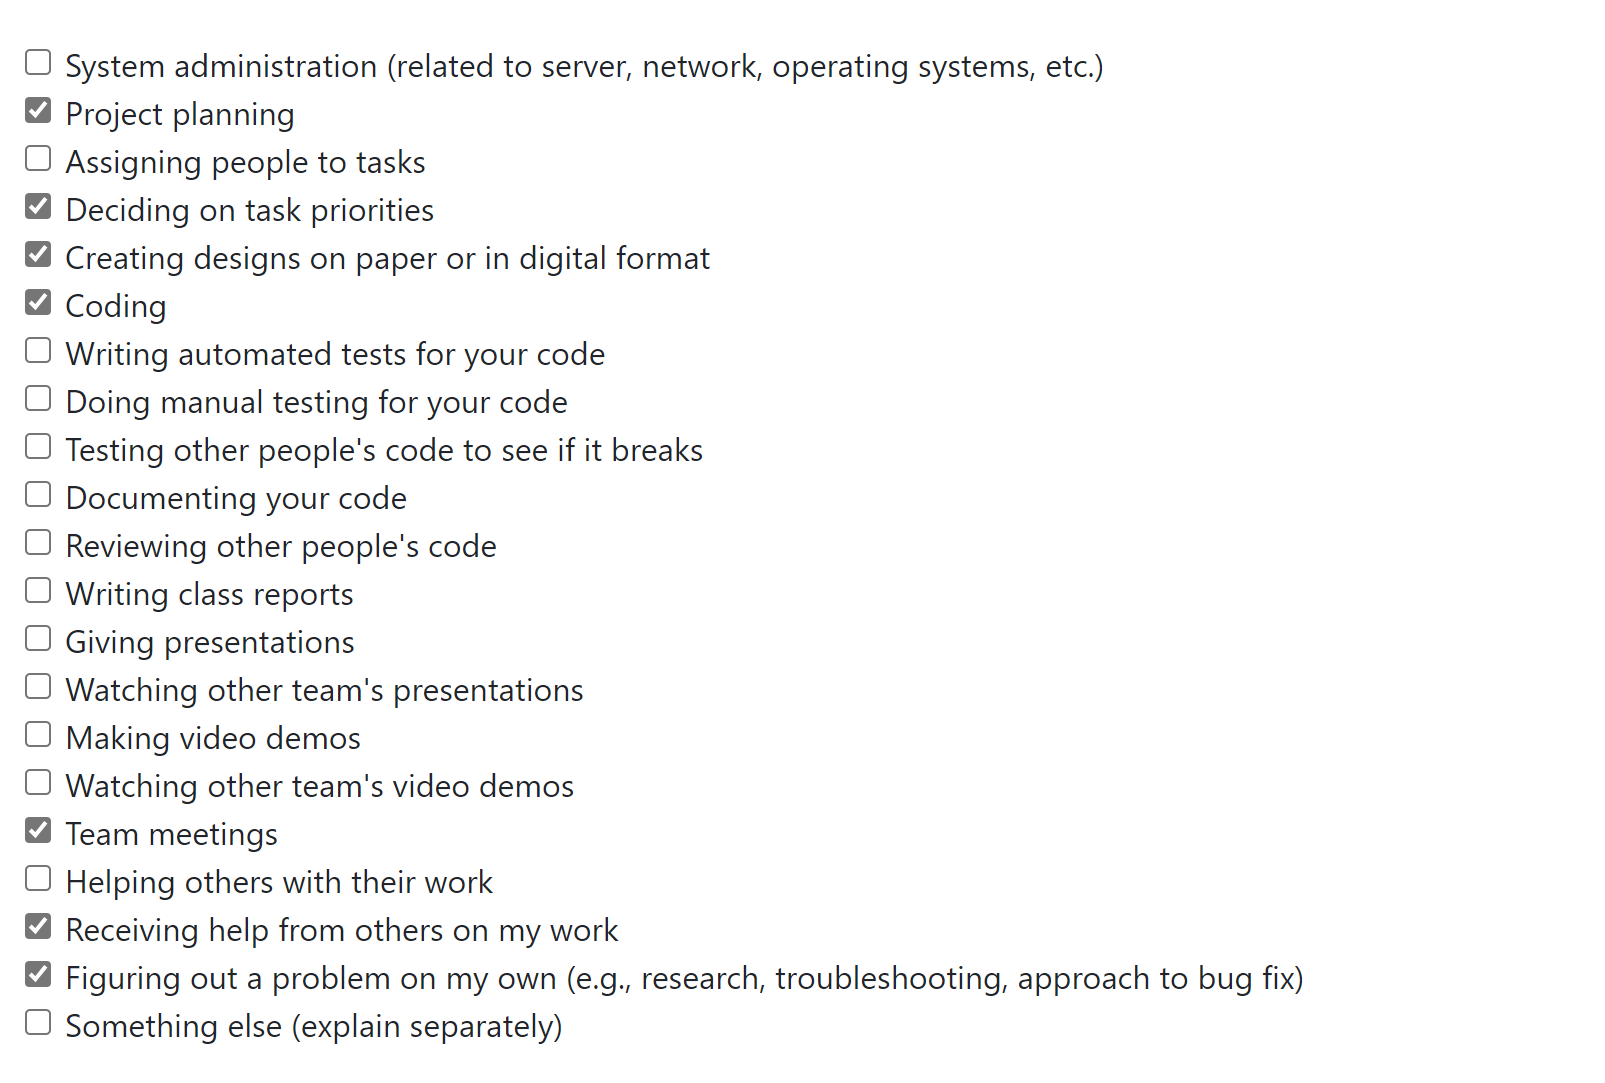 System administration (related to server, network, operating systems, etc.)
Project planning
Assigning people to tasks
Deciding on task priorities
Creating designs on paper or in digital format
Coding
Writing automated tests for your code
Doing manual testing for your code
Testing other people's code to see if it breaks
Documenting your code
Reviewing other people's code
Writing class reports
Giving presentations
Watching other team's presentations
Making video demos
Watching other team's video demos
Team meetings
Helping others with their work
Receiving help from others on my work
Figuring out a problem on my own (e.g., research, troubleshooting, approach to bug fix)
Something else (explain separately)